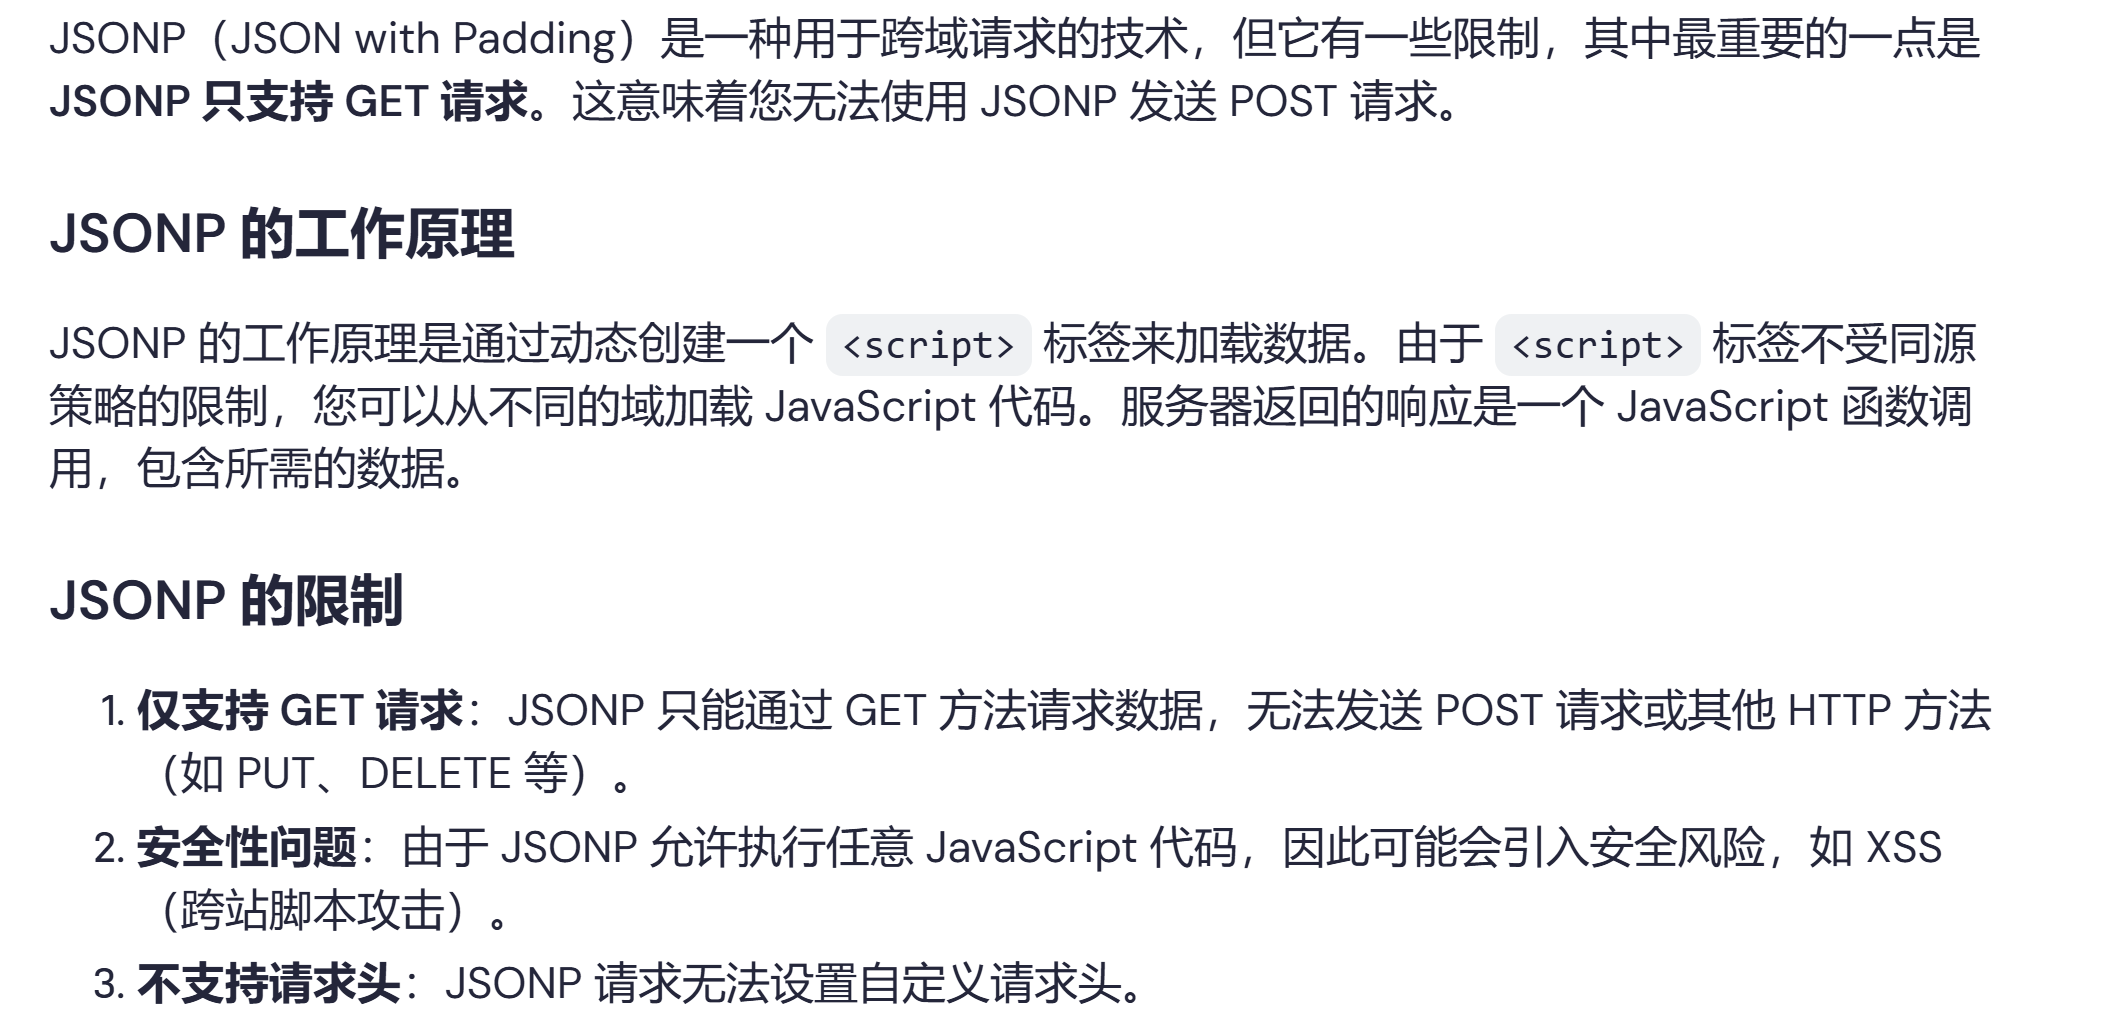 JSONP（JSON with Padding）是一种用于跨域请求的技术，但它有一些限制，其中最重要的一点是
JSONP 只支持 GET 请求。这意味着您无法使用 JSONP 发送 POST 请求。
JSONP 的工作原理
JSONP 的工作原理是通过动态创建一个 <script> 标签来加载数据。由于 <script> 标签不受同源
策略的限制，您可以从不同的域加载 JavaScript 代码。服务器返回的响应是一个 JavaScript 函数调
用，包含所需的数据。
JSONP 的限制
1. 仅支持 GET 请求：JSONP 只能通过 GET 方法请求数据，无法发送 POST 请求或其他 HTTP 方法
（如 PUT、DELETE 等）。
2. 安全性问题：由于 JSONP 允许执行任意 JavaScript 代码，因此可能会引入安全风险，如 XSS
（跨站脚本攻击）。
3. 不支持请求头：JSONP 请求无法设置自定义请求头。